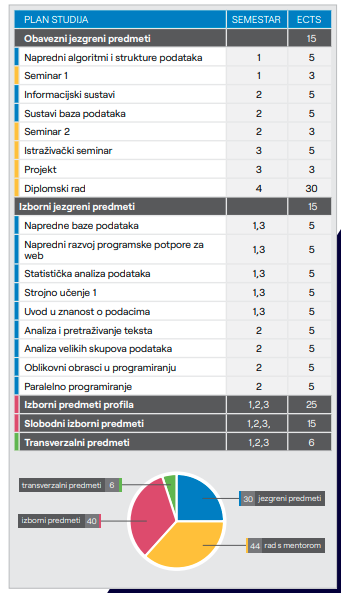 PLAN STUDIJA SEMESTAR ECTS
Obavezni jezgreni predmeti 15
Napredni algoritmi i strukture podataka 1 5
Seminar 1 1 3
Informacijski sustavi 2 5
Sustavi baza podataka 2 5
Seminar 2 2 3
Istraživački seminar 3 5
Projekt 3 3
Diplomski rad 4 30
Izborni jezgreni predmeti 15
Napredne baze podataka 1,3 5
Napredni razvoj programske potpore za
web 1,3 5
Statistička analiza podataka 1,3 5
Strojno učenje 1 1,3 5
Uvod u znanost o podacima 1,3 5
Analiza i pretraživanje teksta 2 5
Analiza velikih skupova podataka 2 5
Oblikovni obrasci u programiranju 2 5
Paralelno programiranje 2 5
Izborni predmeti profila 1,2,3 25
Slobodni izborni predmeti 1,2,3, 15
Transverzalni predmeti 1,2,3 6
transverzalni predmeti 6
30 jezgreni predmeti
izborni predmeti 40
44 rad s mentorom